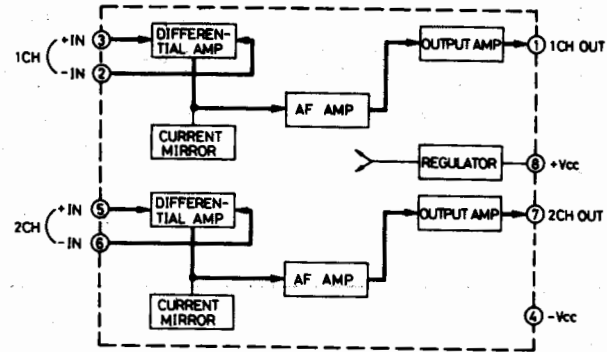 +IN ③ DIFFEREN-
TIAL AMP
1CH
-IN ②
OUTPUT AMP ① 1CH OUT
AF AMP
CURRENT
MIRROR
REGULATOR ⑧ +Vcc
+IN ⑤ DIFFEREN-
TIAL AMP
2CH
-IN ⑥
OUTPUT AMP ⑦ 2CH OUT
AF AMP
CURRENT
MIRROR
④ -Vcc